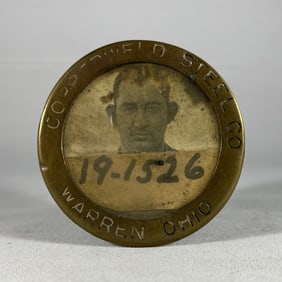 COPPERWELD STEEL CO
19-1526
WARREN OHIO